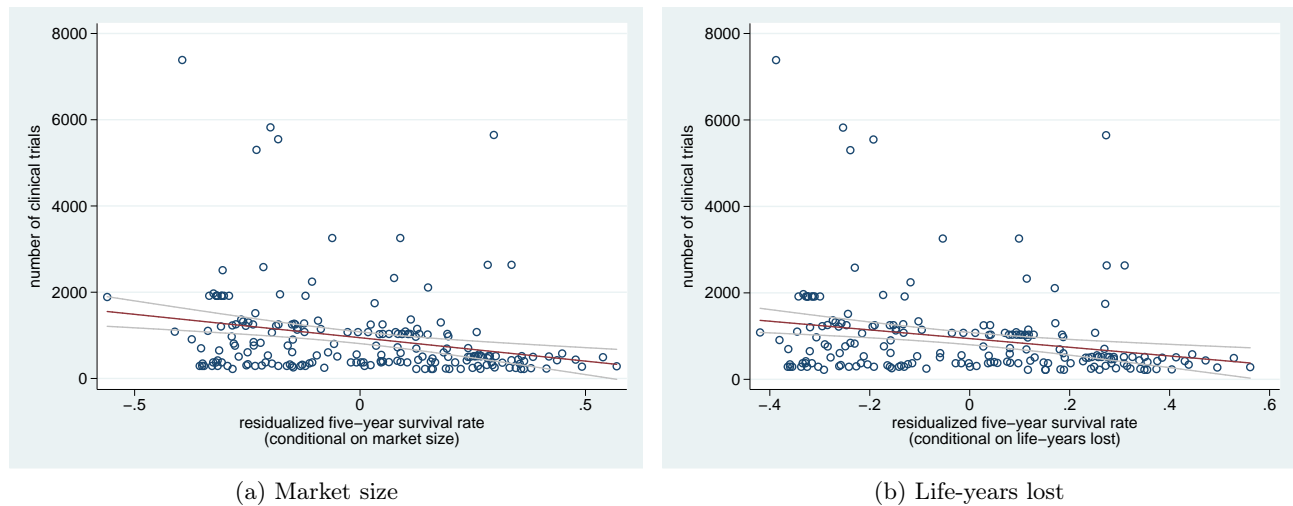 8000
6000
4000
2000
0
number of clinical trials
−.5 0 .5
residualized five−year survival rate
(conditional on market size)
(a) Market size
8000
6000
4000
2000
0
number of clinical trials
−.4 −.2 0 .2 .4 .6
residualized five−year survival rate
(conditional on life−years lost)
(b) Life-years lost